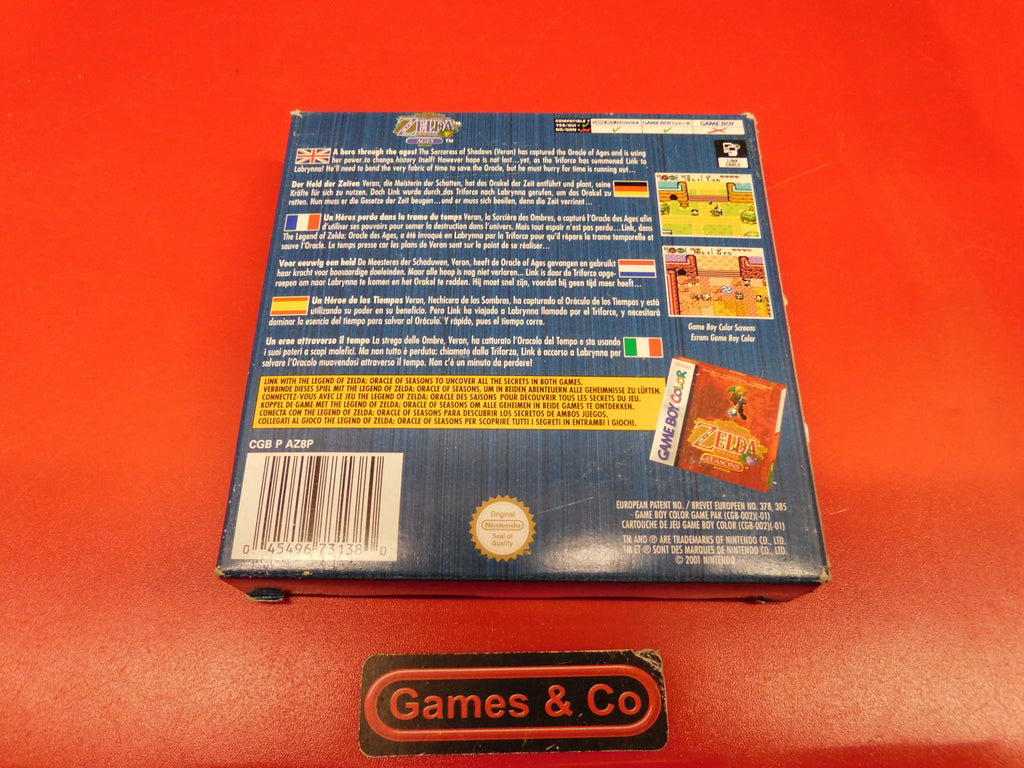 ZELDA
AGES TM
COMPATIBLE?
YES/OUI
NO/NON
GAME BOY COLOR
GAME BOY
LINK
CABLE
A hero through the ages! The Sorceress of Shadows (Veran) has captured the Oracle of Ages and is using
her power to change history itself! However hope is not lost...yet, as the Triforce has summoned Link to
Labrynna! He'll need to bend the very fabric of time to save the Oracle, but he must hurry for time is running out...
Der Held der Zeiten Veran, die Meisterin der Schatten, hat das Orakel der Zeit entführt und plant, seine
Kräfte für sich zu nutzen. Doch Link wurde durch das Triforce nach Labrynna gerufen, um das Orakel zu
retten. Nun muss er die Gesetze der Zeit beugen...und er muss sich beeilen, denn die Zeit verrinnt...
Un Héros perdu dans la trame du temps Veran, la Sorcière des Ombres, a capturé l'Oracle des Ages afin
d'utiliser ses pouvoirs pour semer la destruction dans l'univers. Mais tout espoir n'est pas perdu...Link, dans
The Legend of Zelda: Oracle des Ages, a été invoqué en Labrynna par la Triforce pour qu'il répare la trame temporelle et
sauve l'Oracle. Le temps presse car les plans de Veran sont sur le point de se réaliser...
Voor eeuwig een held De Meesteres der Schaduwen, Veran, heeft de Oracle of Ages gevangen en gebruikt
haar kracht voor boosaardige doeleinden. Maar alle hoop is nog niet verloren... Link is door de Triforce opge-
roepen om naar Labrynna te komen en het Orakel te redden. Hij moet snel zijn, voordat hij geen tijd meer heeft...
Un Héroe de los Tiempos Veran, Hechicera de las Sombras, ha capturado al Oráculo de los Tiempos y está
utilizando su poder en su beneficio. Pero Link ha viajado a Labrynna llamado por el Triforce, y necesitará
dominar la esencia del tiempo para salvar al Oráculo. Y rápido, pues el tiempo corre.
Un eroe attraverso il tempo La strega delle Ombre, Veran, ha catturato l'Oracolo del Tempo e sta usando
i suoi poteri a scopi malefici. Ma non tutto è perduto: chiamato dalla Triforza, Link è accorso a Labrynna per
salvare l'Oracolo muovendosi attraverso il tempo. Non c'è un minuto da perdere!
Game Boy Color Screens
Ecrans Game Boy Color
LINK WITH THE LEGEND OF ZELDA: ORACLE OF SEASONS TO UNCOVER ALL THE SECRETS IN BOTH GAMES.
VERBINDE DIESES SPIEL MIT THE LEGEND OF ZELDA: ORACLE OF SEASONS, UM IN BEIDEN ABENTEUERN ALLE GEHEIMNISSE ZU LÜFTEN.
CONNECTEZ-VOUS AVEC LE JEU THE LEGEND OF ZELDA: ORACLE DES SAISONS POUR DÉCOUVRIR TOUS LES SECRETS DU JEU.
KOPPEL DE GAME MET THE LEGEND OF ZELDA: ORACLE OF SEASONS OM ALLE GEHEIMEN IN BEIDE GAMES TE ONTDEKKEN.
CONECTA CON THE LEGEND OF ZELDA: ORACLE OF SEASONS PARA DESCUBRIR LOS SECRETOS DE AMBOS JUEGOS.
COLLEGATI AL GIOCO THE LEGEND OF ZELDA: ORACLE OF SEASONS PER SCOPRIRE TUTTI I SEGRETI IN ENTRAMBI I GIOCHI.
GAME BOY COLOR
ZELDA
SEASONS
CGB P AZ8P
0 45496 73138 0
Original
Nintendo
Seal of
Quality
EUROPEAN PATENT NO. / BREVET EUROPEEN NO. 378, 385
GAME BOY COLOR GAME PAK (CGB-002)(-01)
CARTOUCHE DE JEU GAME BOY COLOR (CGB-002)(-01)
TM AND ® ARE TRADEMARKS OF NINTENDO CO., LTD.
TM ET ® SONT DES MARQUES DE NINTENDO CO., LTD.
© 2001 NINTENDO
Games & Co